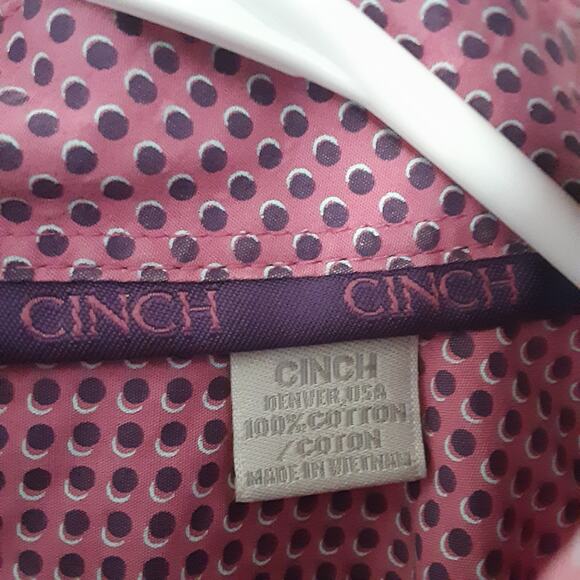 CINCH CINCH
CINCH
DENVER, USA
100% COTTON
/COTON
MADE IN VIETNAM